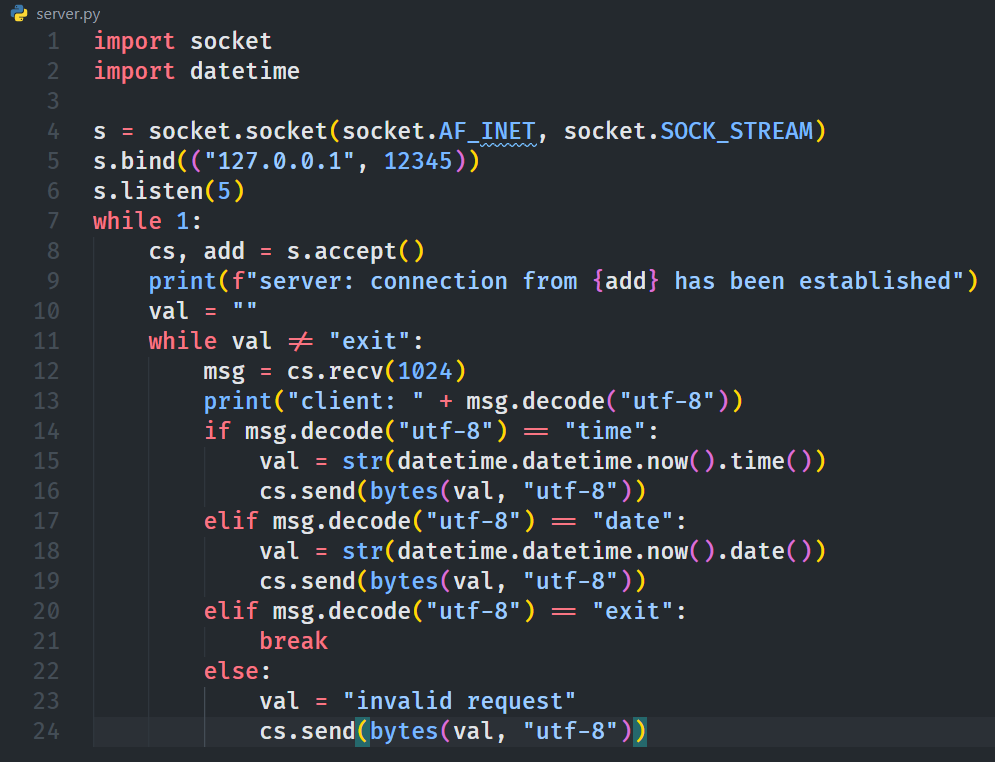 server.py
1 import socket
2 import datetime
3
4 s = socket.socket(socket.AF_INET, socket.SOCK_STREAM)
5 s.bind(("127.0.0.1", 12345))
6 s.listen(5)
7 while 1:
8     cs, add = s.accept()
9     print(f"server: connection from {add} has been established")
10     val = ""
11     while val != "exit":
12         msg = cs.recv(1024)
13         print("client: " + msg.decode("utf-8"))
14         if msg.decode("utf-8") == "time":
15             val = str(datetime.datetime.now().time())
16             cs.send(bytes(val, "utf-8"))
17         elif msg.decode("utf-8") == "date":
18             val = str(datetime.datetime.now().date())
19             cs.send(bytes(val, "utf-8"))
20         elif msg.decode("utf-8") == "exit":
21             break
22         else:
23             val = "invalid request"
24             cs.send(bytes(val, "utf-8"))